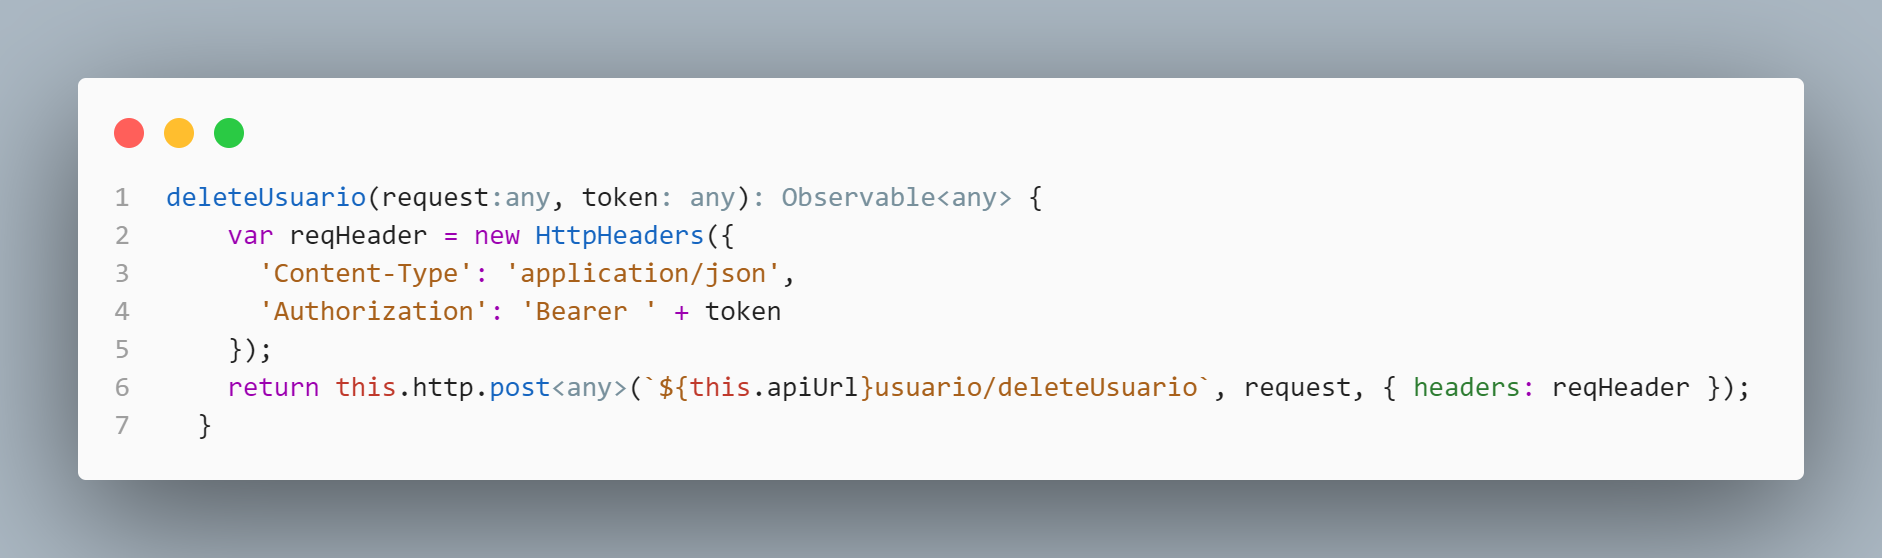 1 deleteUsuario(request:any, token: any): Observable<any> {
2 var reqHeader = new HttpHeaders({
3 'Content-Type': 'application/json',
4 'Authorization': 'Bearer ' + token
5 });
6 return this.http.post<any>(`${this.apiUrl}usuario/deleteUsuario`, request, { headers: reqHeader });
7 }